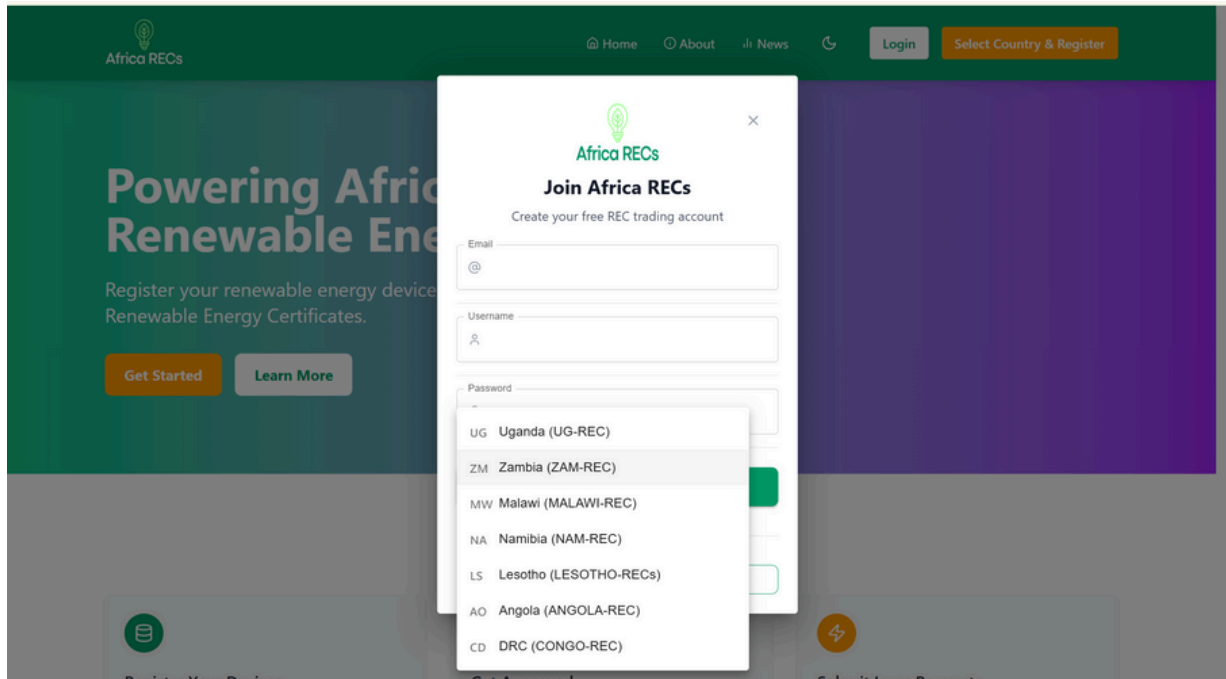 Africa RECs
Home
About
News
Login
Select Country & Register
Africa RECs
Join Africa RECs
Create your free REC trading account
Powering Afric
Renewable Ene
Register your renewable energy device
Renewable Energy Certificates.
Get Started
Learn More
Email
@
Username
Password
UG Uganda (UG-REC)
ZM Zambia (ZAM-REC)
MW Malawi (MALAWI-REC)
NA Namibia (NAM-REC)
LS Lesotho (LESOTHO-RECs)
AO Angola (ANGOLA-REC)
CD DRC (CONGO-REC)